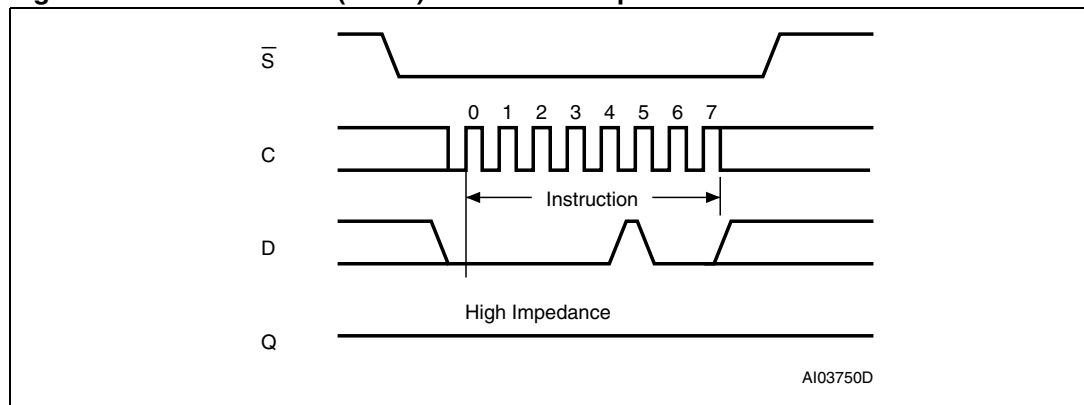 S̅
0 1 2 3 4 5 6 7
C
Instruction
D
High Impedance
Q
AI03750D